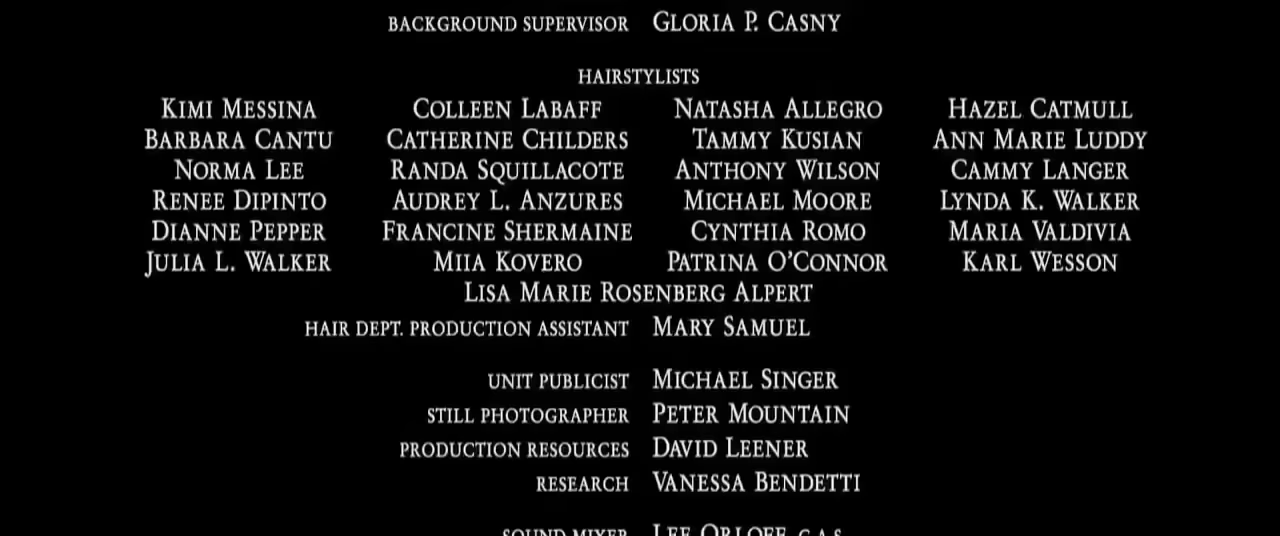 BACKGROUND SUPERVISOR GLORIA P. CASNY
HAIRSTYLISTS
KIMI MESSINA COLLEEN LABAFF NATASHA ALLEGRO HAZEL CATMULL
BARBARA CANTU CATHERINE CHILDERS TAMMY KUSIAN ANN MARIE LUDDY
NORMA LEE RANDA SQUILLACOTE ANTHONY WILSON CAMMY LANGER
RENEE DIPINTO AUDREY L. ANZURES MICHAEL MOORE LYNDA K. WALKER
DIANNE PEPPER FRANCINE SHERMAINE CYNTHIA ROMO MARIA VALDIVIA
JULIA L. WALKER MIIA KOVERO PATRINA O'CONNOR KARL WESSON
LISA MARIE ROSENBERG ALPERT
HAIR DEPT. PRODUCTION ASSISTANT MARY SAMUEL
UNIT PUBLICIST MICHAEL SINGER
STILL PHOTOGRAPHER PETER MOUNTAIN
PRODUCTION RESOURCES DAVID LEENER
RESEARCH VANESSA BENDETTI
SOUND MIXER LEE ORLOFF C.A.S.